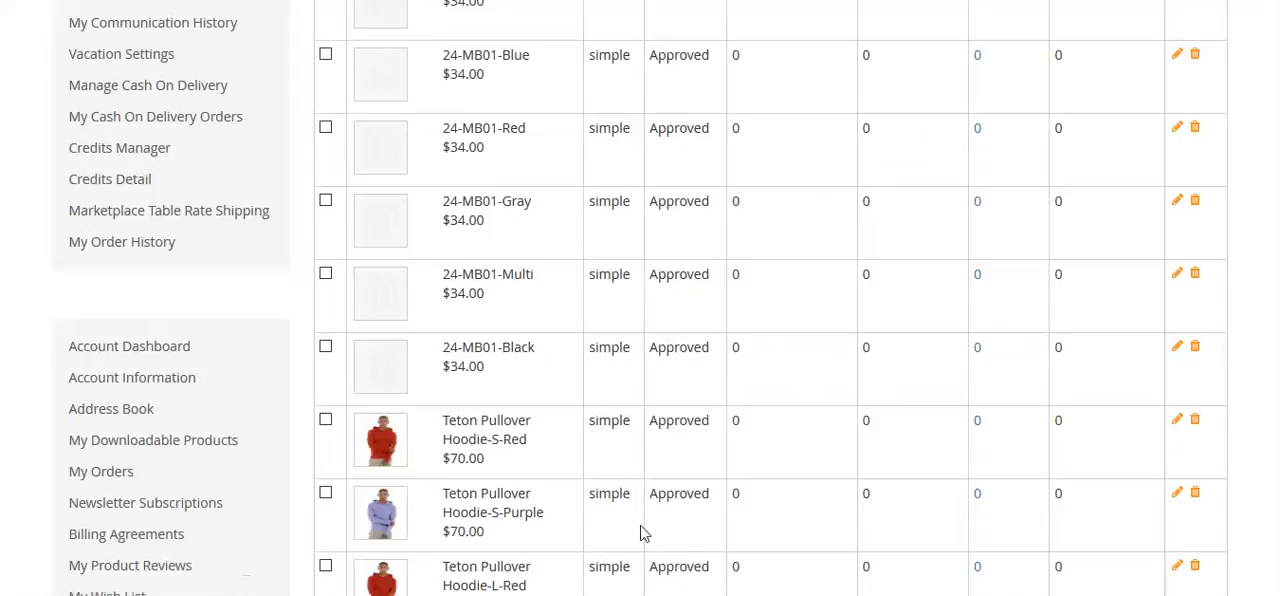 My Communication History
Vacation Settings
Manage Cash On Delivery
My Cash On Delivery Orders
Credits Manager
Credits Detail
Marketplace Table Rate Shipping
My Order History
Account Dashboard
Account Information
Address Book
My Downloadable Products
My Orders
Newsletter Subscriptions
Billing Agreements
My Product Reviews
My Wish List
$34.00
24-MB01-Blue simple Approved 0 0 0 0
$34.00
24-MB01-Red simple Approved 0 0 0 0
$34.00
24-MB01-Gray simple Approved 0 0 0 0
$34.00
24-MB01-Multi simple Approved 0 0 0 0
$34.00
24-MB01-Black simple Approved 0 0 0 0
$34.00
Teton Pullover simple Approved 0 0 0 0
Hoodie-S-Red
$70.00
Teton Pullover simple Approved 0 0 0 0
Hoodie-S-Purple
$70.00
Teton Pullover simple Approved 0 0 0 0
Hoodie-L-Red